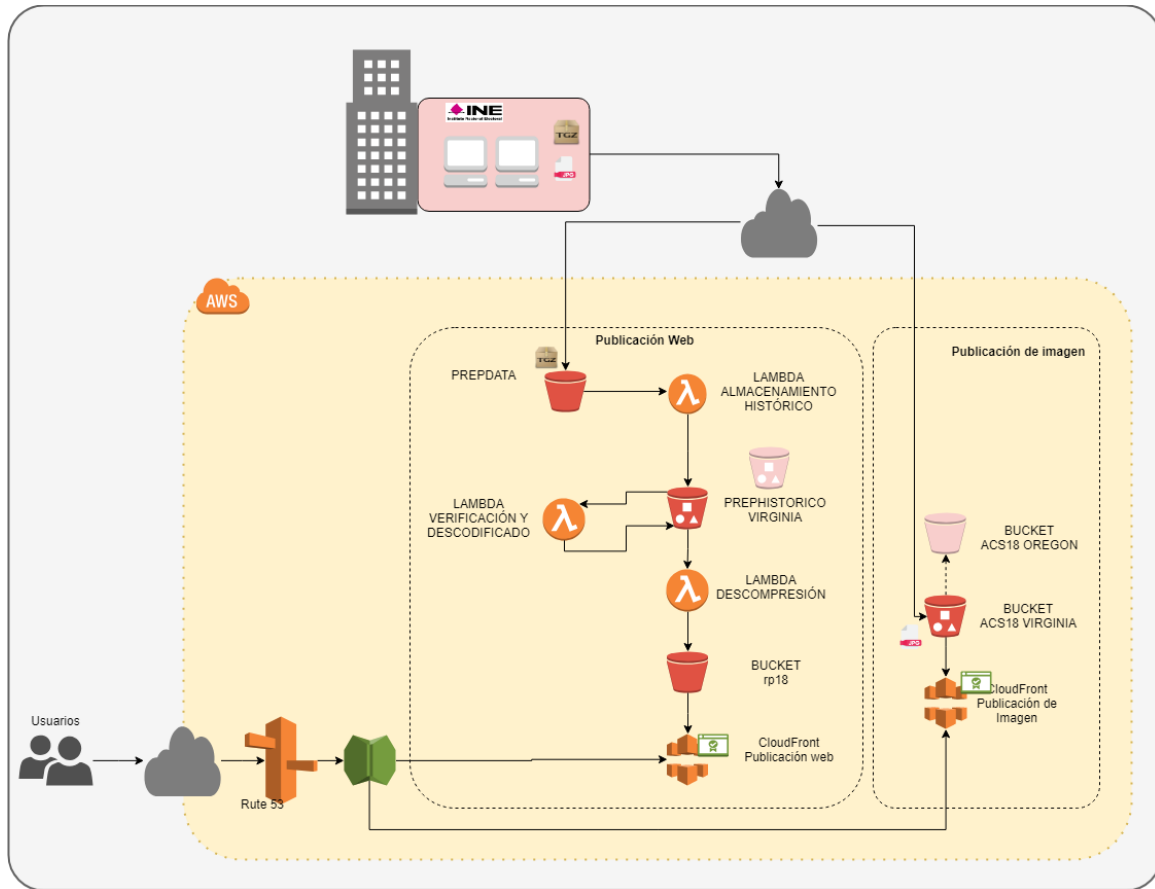 INE
Instituto Nacional Electoral
TGZ
JPG
AWS
Publicación Web
Publicación de imagen
TGZ
PREPDATA
LAMBDA
ALMACENAMIENTO
HISTÓRICO
LAMBDA
VERIFICACIÓN Y
DESCODIFICADO
PREPHISTORICO
VIRGINIA
BUCKET
ACS18 OREGON
LAMBDA
DESCOMPRESIÓN
BUCKET
ACS18 VIRGINIA
JPG
BUCKET
rp18
CloudFront
Publicación de
Imagen
Usuarios
CloudFront
Publicación web
Rute 53